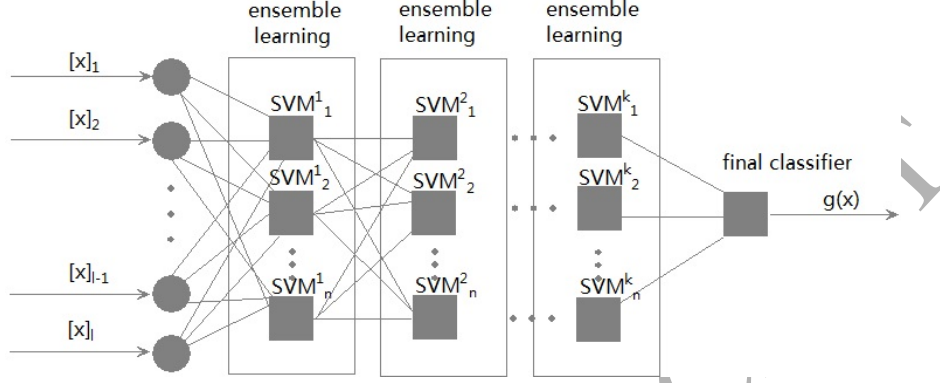 ensemble learning
ensemble learning
ensemble learning
[x]₁
[x]₂
[x]ₗ₋₁
[x]ₗ
SVM¹₁
SVM¹₂
SVM¹ₙ
SVM²₁
SVM²₂
SVM²ₙ
SVMᵏ₁
SVMᵏ₂
SVMᵏₙ
final classifier
g(x)